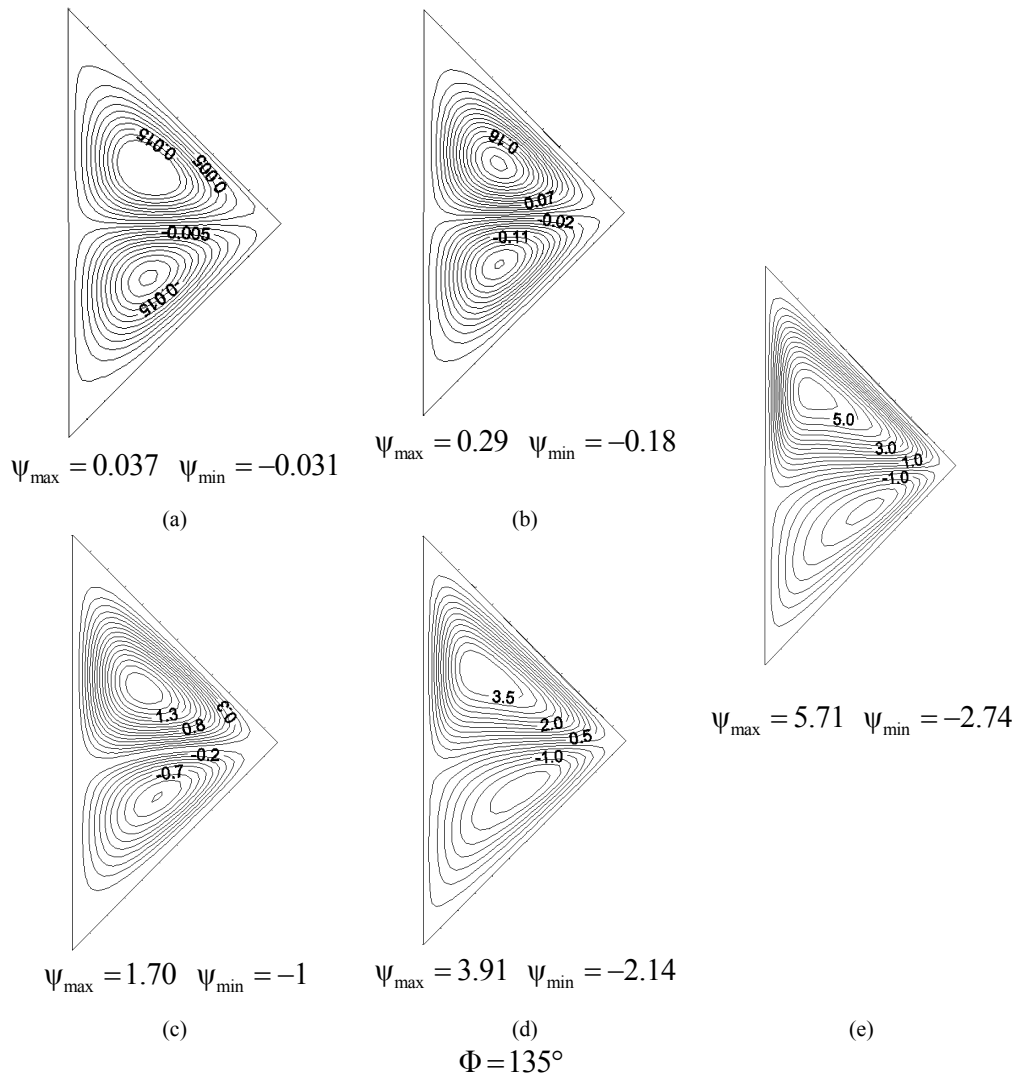 0.015
0.005
-0.005
-0.015
ψmax = 0.037 ψmin = −0.031
(a)
0.16
0.07
-0.02
-0.11
ψmax = 0.29 ψmin = −0.18
(b)
1.3
0.8
0.3
-0.2
-0.7
ψmax = 1.70 ψmin = −1
(c)
3.5
2.0
0.5
-1.0
ψmax = 3.91 ψmin = −2.14
(d)
5.0
3.0
1.0
-1.0
ψmax = 5.71 ψmin = −2.74
(e)
Φ = 135°